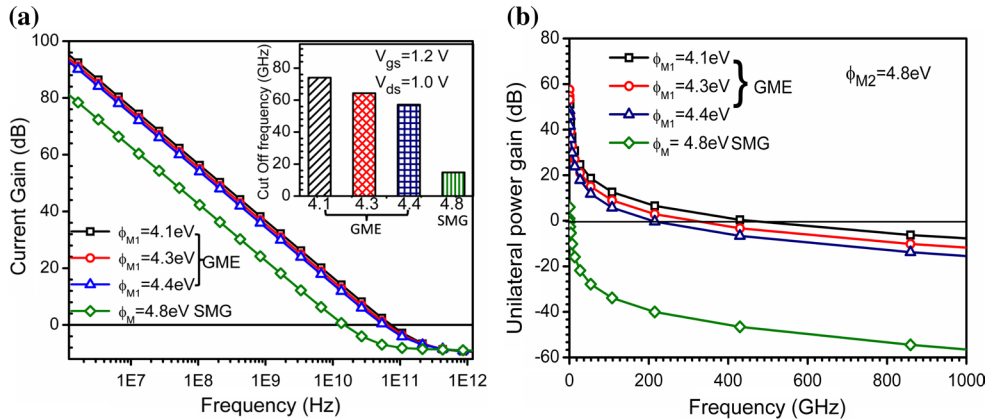 (a)
Current Gain (dB)
100
80
60
40
20
0
1E7 1E8 1E9 1E10 1E11 1E12
Frequency (Hz)
ϕM1=4.1eV
ϕM1=4.3eV
ϕM1=4.4eV
GME
ϕM=4.8eV SMG
Cut Off frequency (GHz)
80
60
40
20
0
Vgs=1.2 V
Vds=1.0 V
4.1 4.3 4.4 4.8
GME
SMG
(b)
Unilateral power gain (dB)
80
60
40
20
0
-20
-40
-60
0 200 400 600 800 1000
Frequency (GHz)
ϕM1=4.1eV
ϕM1=4.3eV
ϕM1=4.4eV
GME
ϕM= 4.8eV SMG
ϕM2=4.8eV